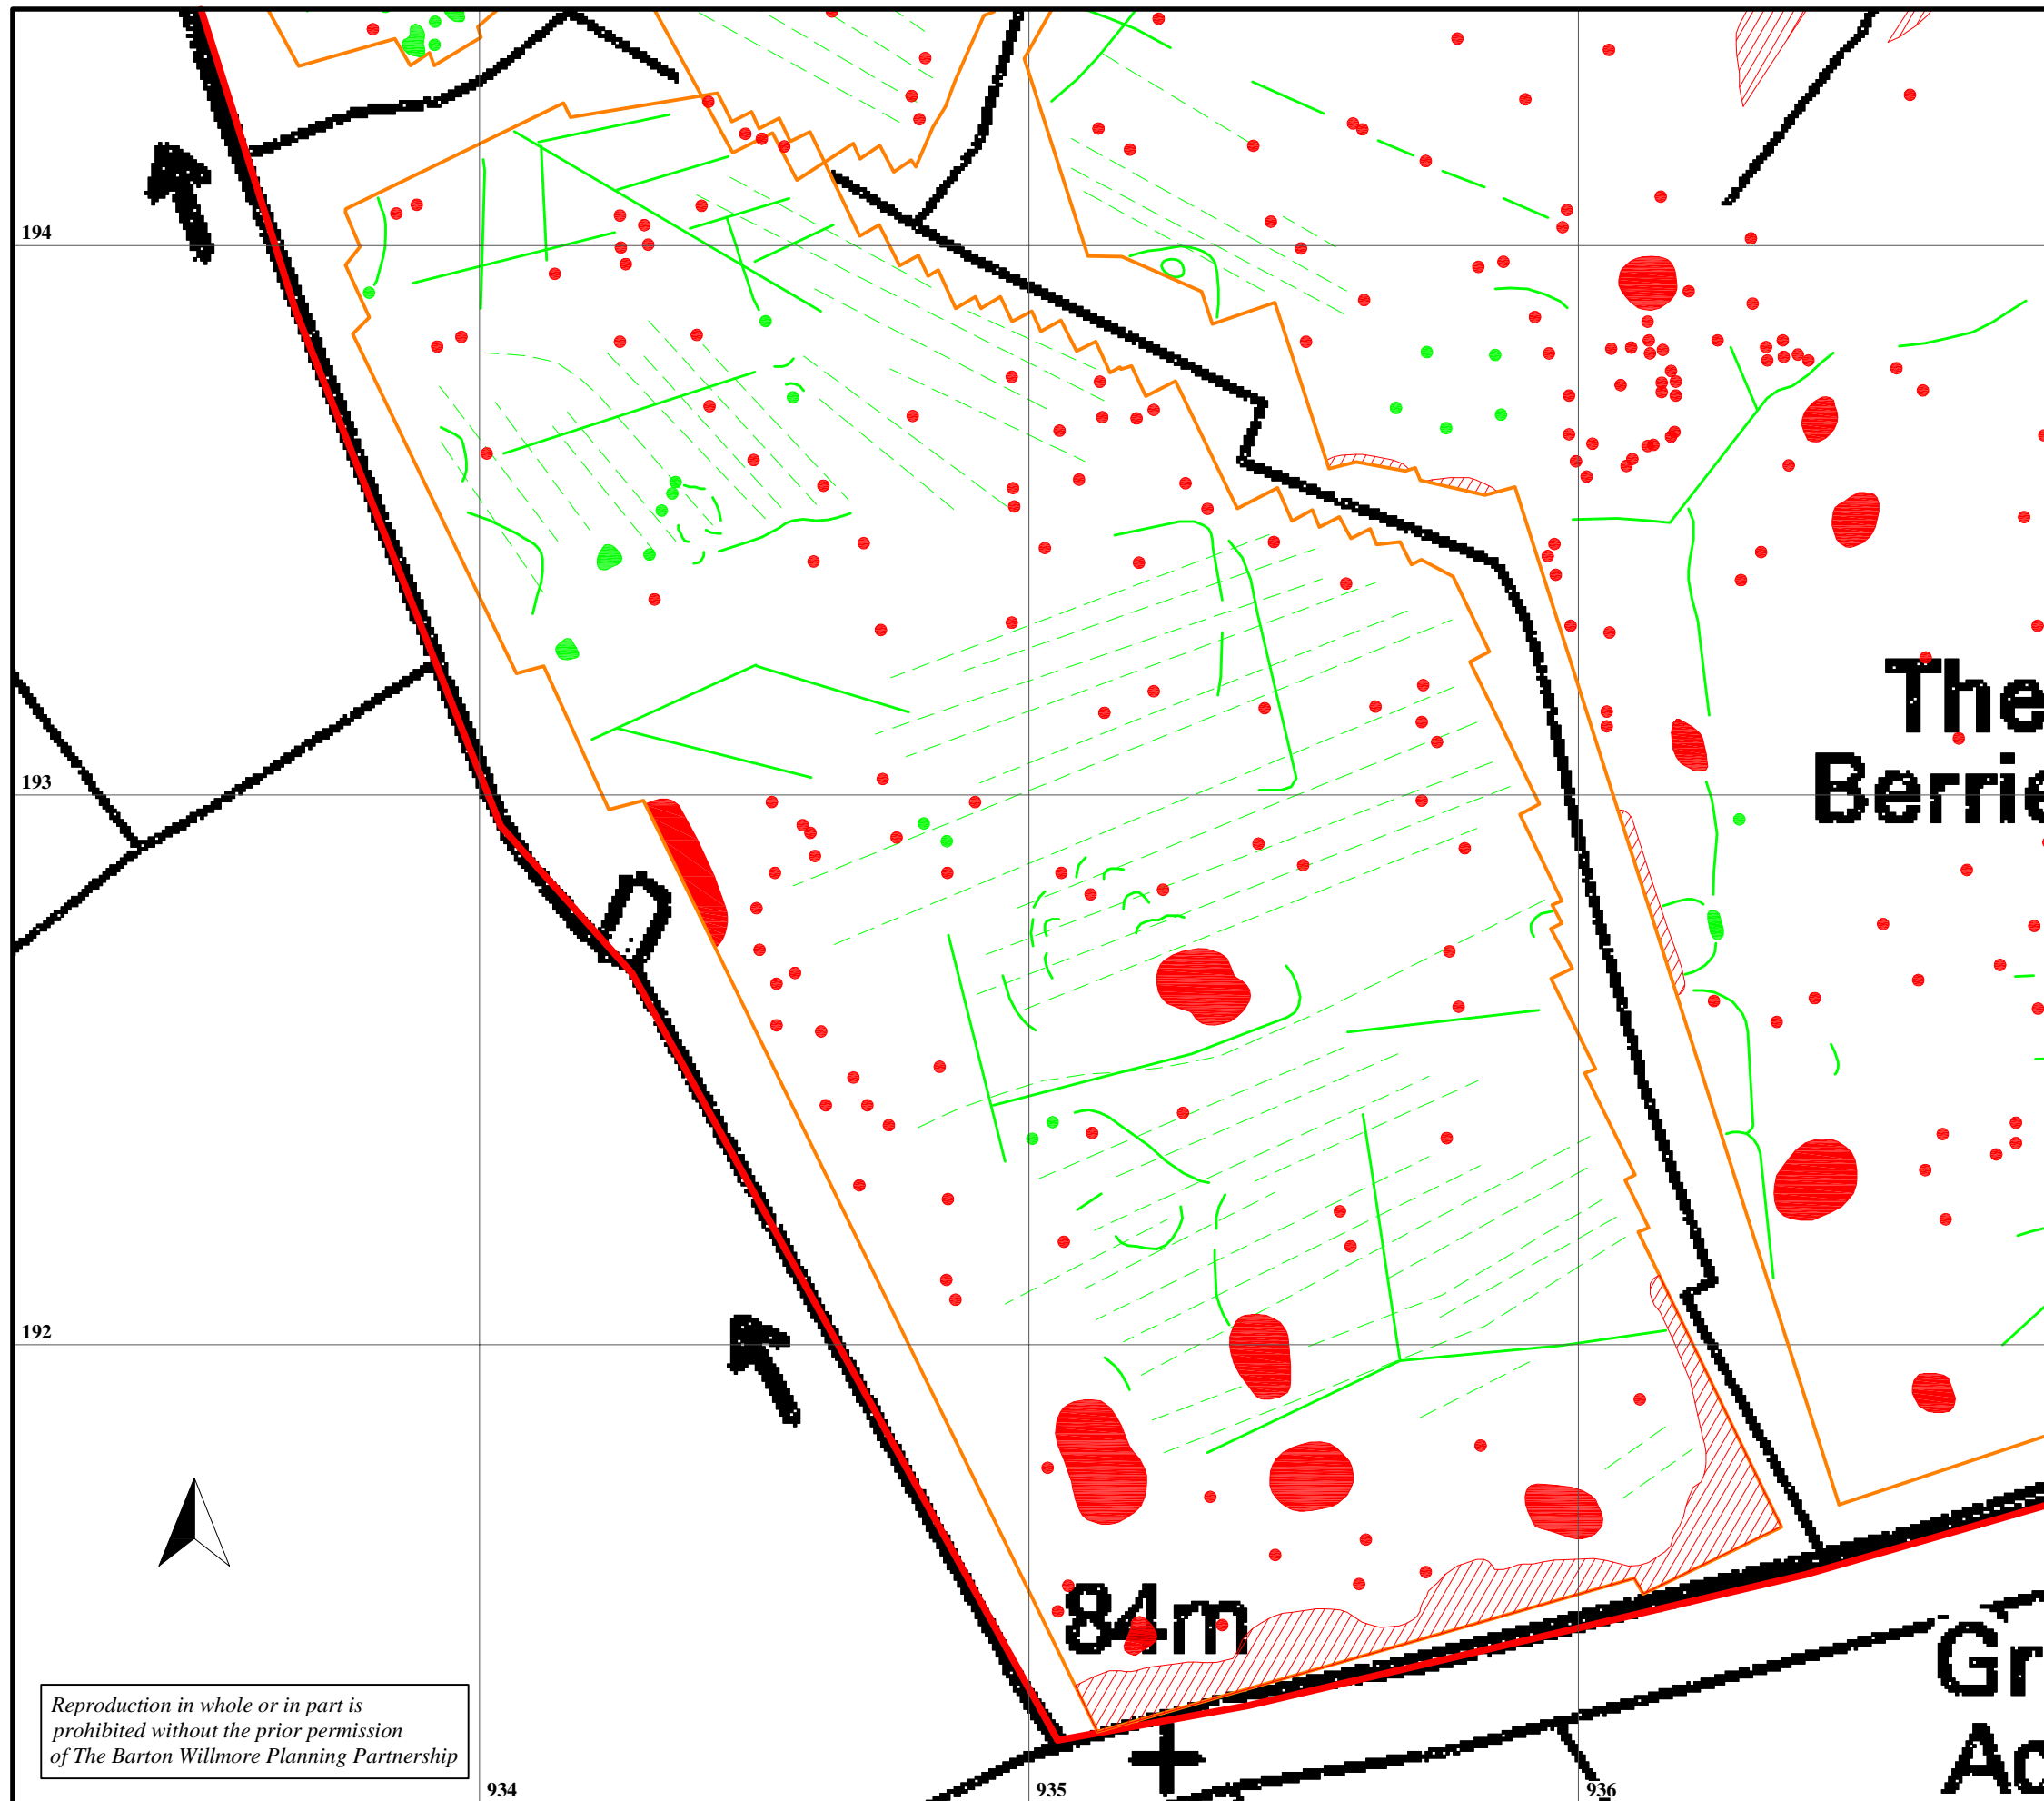 194
The
Berrie
193
192
84m
Gr
Ac
Reproduction in whole or in part is
prohibited without the prior permission
of The Barton Willmore Planning Partnership
934
935
936